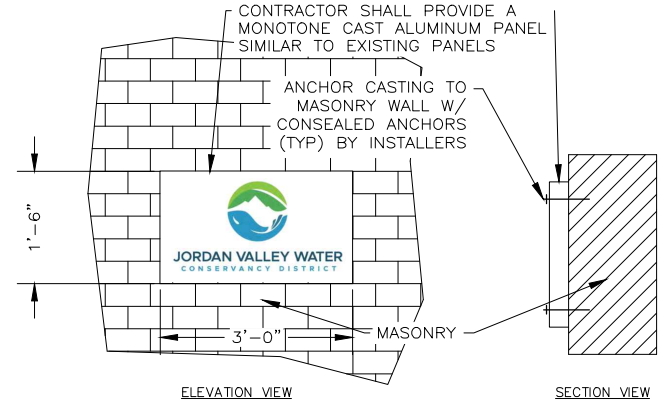 CONTRACTOR SHALL PROVIDE A
MONOTONE CAST ALUMINUM PANEL
SIMILAR TO EXISTING PANELS
ANCHOR CASTING TO
MASONRY WALL W/
CONSEALED ANCHORS
(TYP) BY INSTALLERS
1'-6"
JORDAN VALLEY WATER
CONSERVANCY DISTRICT
3'-0"
MASONRY
ELEVATION VIEW
SECTION VIEW